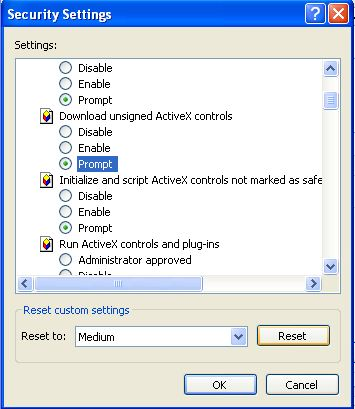 Security Settings
Settings:
Disable
Enable
Prompt
Download unsigned ActiveX controls
Disable
Enable
Prompt
Initialize and script ActiveX controls not marked as safe
Disable
Enable
Prompt
Run ActiveX controls and plug-ins
Administrator approved
Reset custom settings
Reset to: Medium Reset
OK Cancel